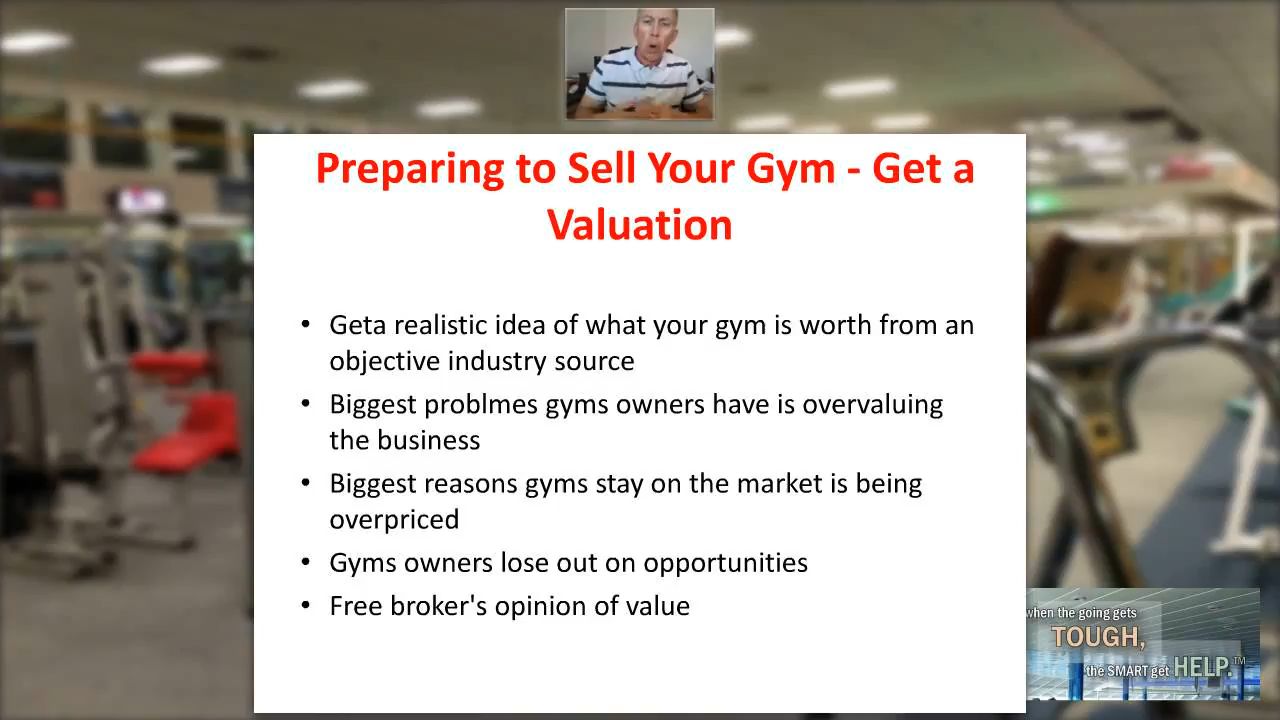 Preparing to Sell Your Gym - Get a
Valuation
• Geta realistic idea of what your gym is worth from an
objective industry source
• Biggest problmes gyms owners have is overvaluing
the business
• Biggest reasons gyms stay on the market is being
overpriced
• Gyms owners lose out on opportunities
• Free broker's opinion of value
when the going gets
TOUGH,
the SMART get HELP.™